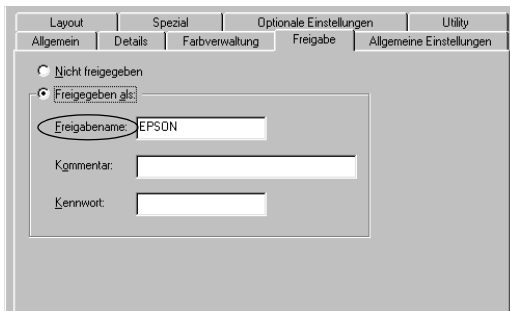 Layout Spezial Optionale Einstellungen Utility
Allgemein Details Farbverwaltung Freigabe Allgemeine Einstellungen
Nicht freigegeben
Freigegeben als:
Freigabename: EPSON
Kommentar:
Kennwort: